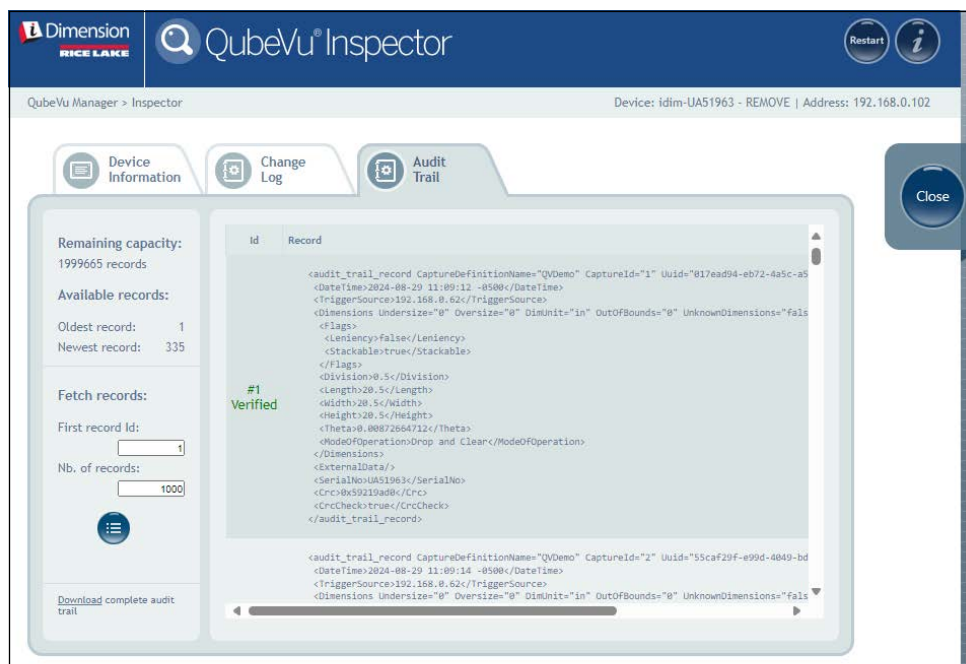 Dimension
RICE LAKE
QubeVu® Inspector
Restart
i
QubeVu Manager > Inspector
Device: idim-UA51963 - REMOVE | Address: 192.168.0.102
Device Information
Change Log
Audit Trail
Close
Remaining capacity:
1999665 records
Available records:
Oldest record: 1
Newest record: 335
Fetch records:
First record Id:
1
Nb. of records:
1000
Download complete audit
trail
Id Record
#1
Verified
<audit_trail_record CaptureDefinitionName="QVDemo" CaptureId="1" Uuid="017ead94-eb72-4a5c-a5
<DateTime>2024-08-29 11:09:12 -0500</DateTime>
<TriggerSource>192.168.0.62</TriggerSource>
<Dimensions Undersize="0" Oversize="0" DimUnit="in" OutOfBounds="0" UnknownDimensions="fals
<Flags>
<Leniency>false</Leniency>
<Stackable>true</Stackable>
</Flags>
<Division>0.5</Division>
<Length>20.5</Length>
<Width>20.5</Width>
<Height>20.5</Height>
<Theta>0.00872664712</Theta>
<ModeOfOperation>Drop and Clear</ModeOfOperation>
</Dimensions>
<ExternalData/>
<SerialNo>UA51963</SerialNo>
<Crc>0x59219ad0</Crc>
<CrcCheck>true</CrcCheck>
</audit_trail_record>
<audit_trail_record CaptureDefinitionName="QVDemo" CaptureId="2" Uuid="55caf29f-e99d-4049-bd
<DateTime>2024-08-29 11:09:14 -0500</DateTime>
<TriggerSource>192.168.0.62</TriggerSource>
<Dimensions Undersize="0" Oversize="0" DimUnit="in" OutOfBounds="0" UnknownDimensions="fals